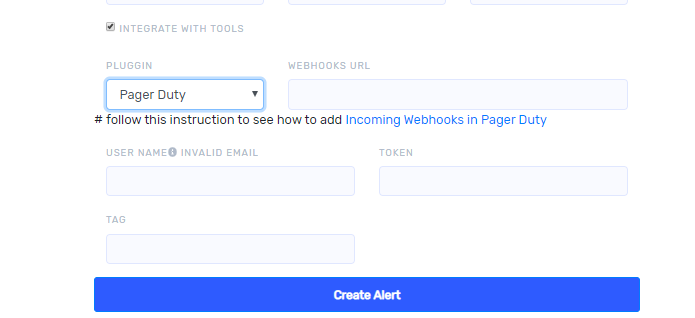 INTEGRATE WITH TOOLS
PLUGGIN WEBHOOKS URL
Pager Duty
# follow this instruction to see how to add Incoming Webhooks in Pager Duty
USER NAME INVALID EMAIL TOKEN
TAG
Create Alert